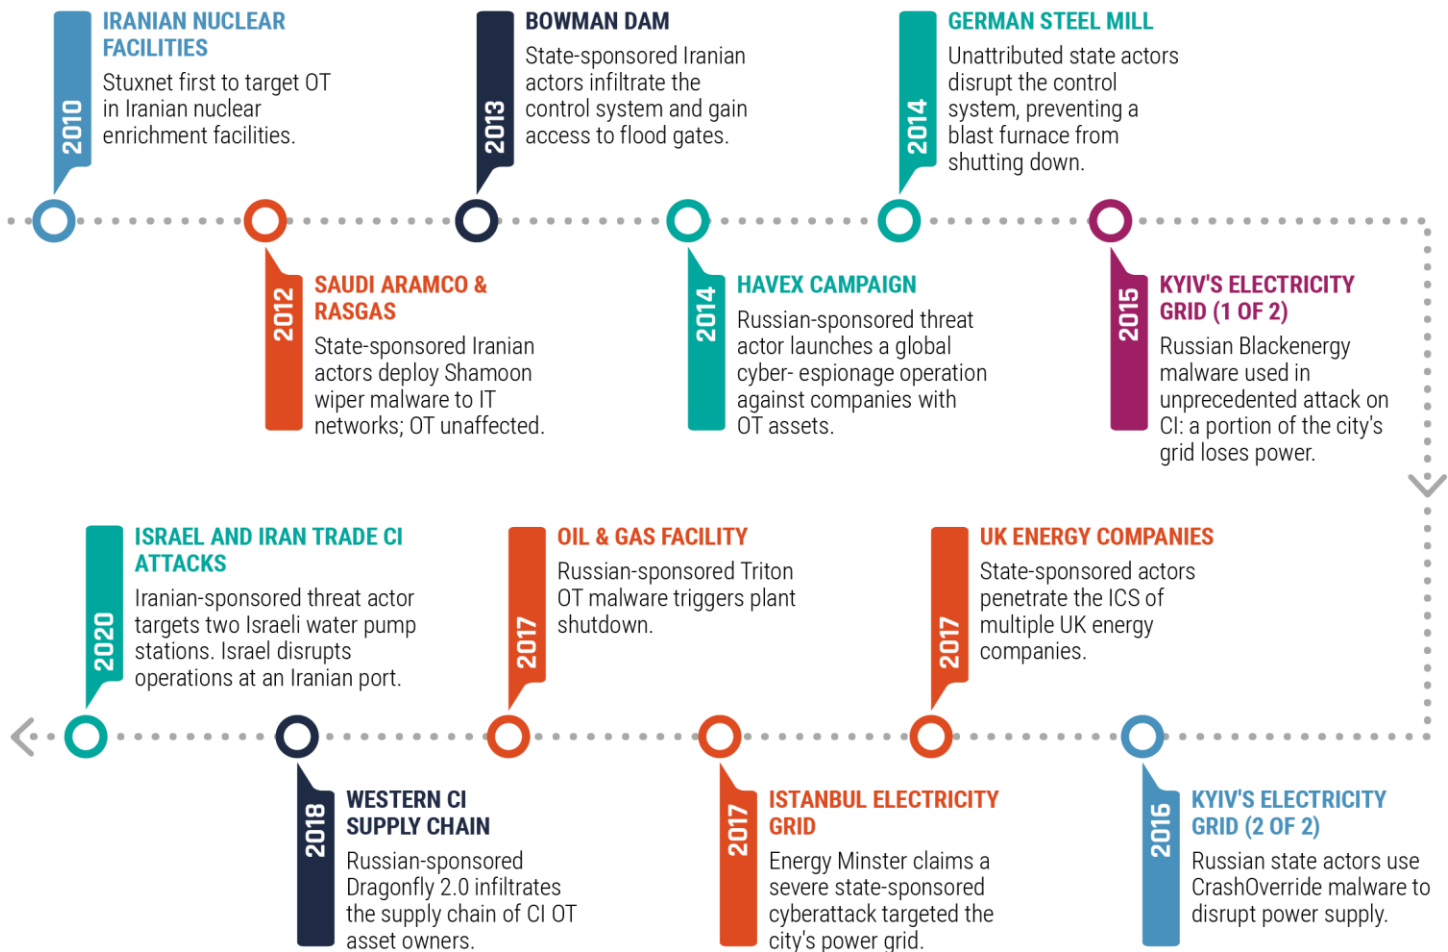 2010
IRANIAN NUCLEAR
FACILITIES
Stuxnet first to target OT
in Iranian nuclear
enrichment facilities.
2012
SAUDI ARAMCO &
RASGAS
State-sponsored Iranian
actors deploy Shamoon
wiper malware to IT
networks; OT unaffected.
2013
BOWMAN DAM
State-sponsored Iranian
actors infiltrate the
control system and gain
access to flood gates.
2014
HAVEX CAMPAIGN
Russian-sponsored threat
actor launches a global
cyber- espionage operation
against companies with
OT assets.
2014
GERMAN STEEL MILL
Unattributed state actors
disrupt the control
system, preventing a
blast furnace from
shutting down.
2015
KYIV'S ELECTRICITY
GRID (1 OF 2)
Russian Blackenergy
malware used in
unprecedented attack on
CI: a portion of the city's
grid loses power.
2016
KYIV'S ELECTRICITY
GRID (2 OF 2)
Russian state actors use
CrashOverride malware to
disrupt power supply.
2017
UK ENERGY COMPANIES
State-sponsored actors
penetrate the ICS of
multiple UK energy
companies.
2017
ISTANBUL ELECTRICITY
GRID
Energy Minster claims a
severe state-sponsored
cyberattack targeted the
city's power grid.
2017
OIL & GAS FACILITY
Russian-sponsored Triton
OT malware triggers plant
shutdown.
2018
WESTERN CI
SUPPLY CHAIN
Russian-sponsored
Dragonfly 2.0 infiltrates
the supply chain of CI OT
asset owners.
2020
ISRAEL AND IRAN TRADE CI
ATTACKS
Iranian-sponsored threat actor
targets two Israeli water pump
stations. Israel disrupts
operations at an Iranian port.